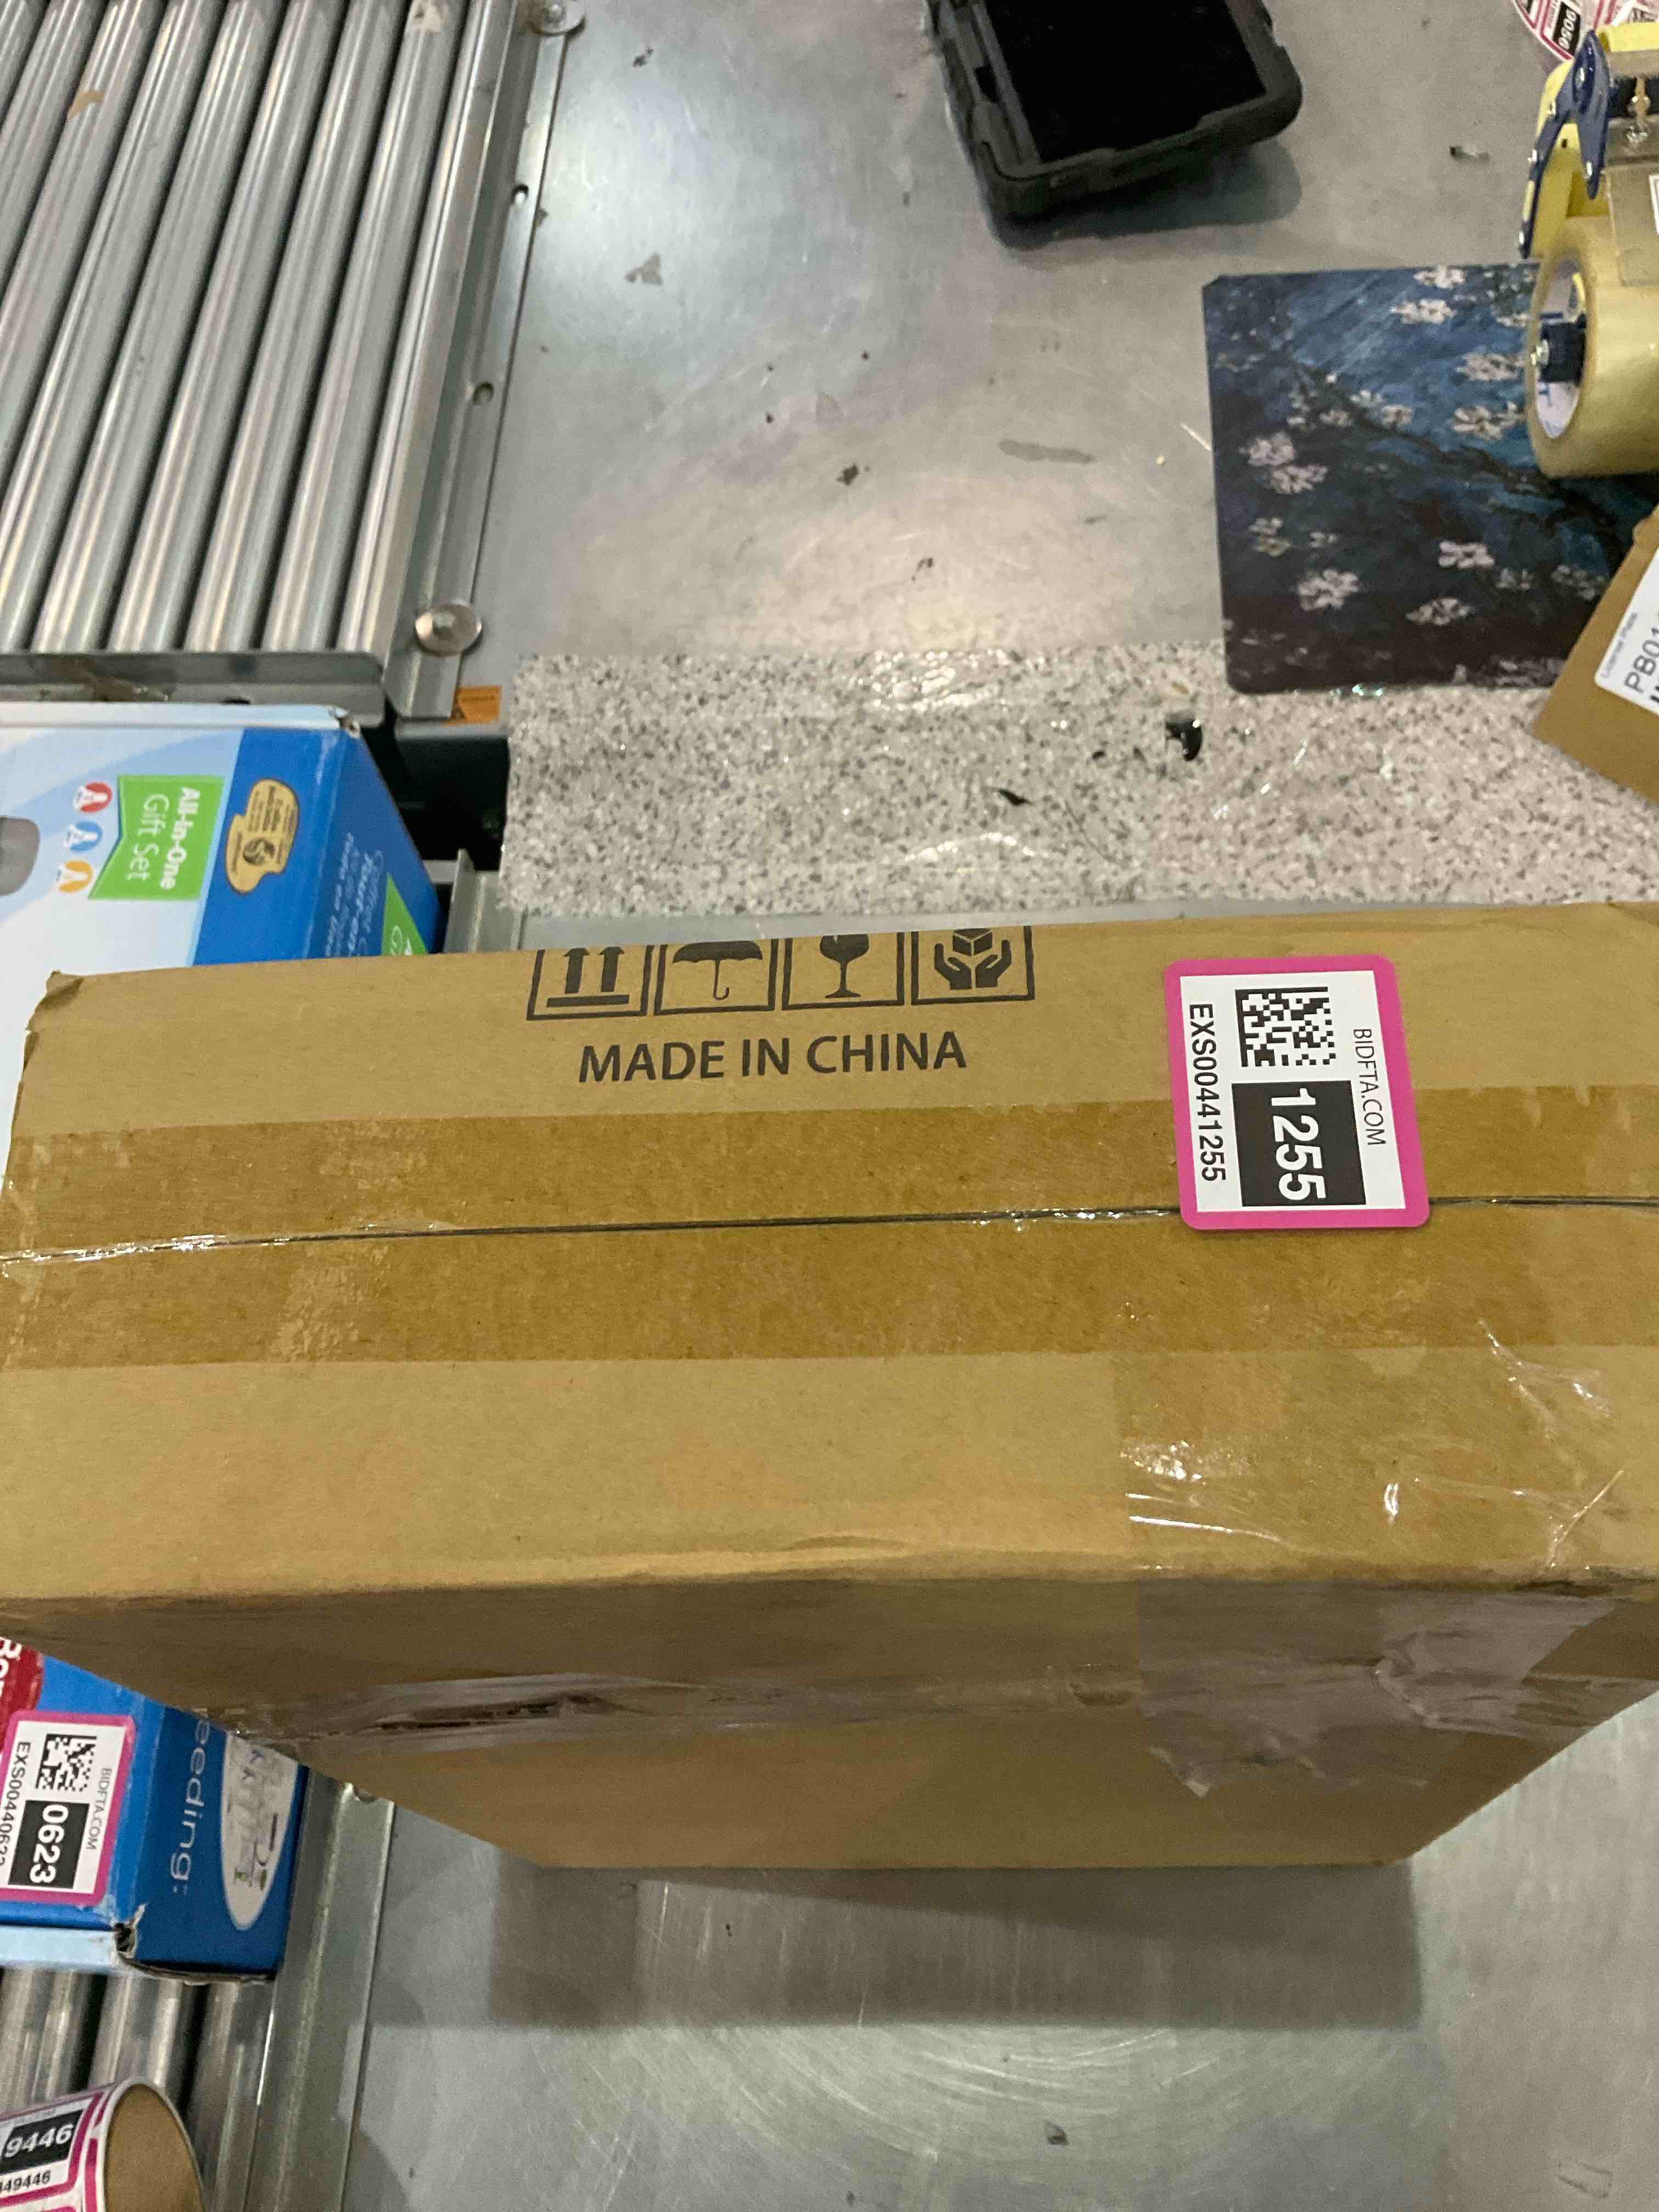 9906
PB01
All-in-One
Gift Set
MADE IN CHINA
BIDFTA.COM
1255
EXS00441255
eeding:
BIDFTA.COM
0623
9446
49446